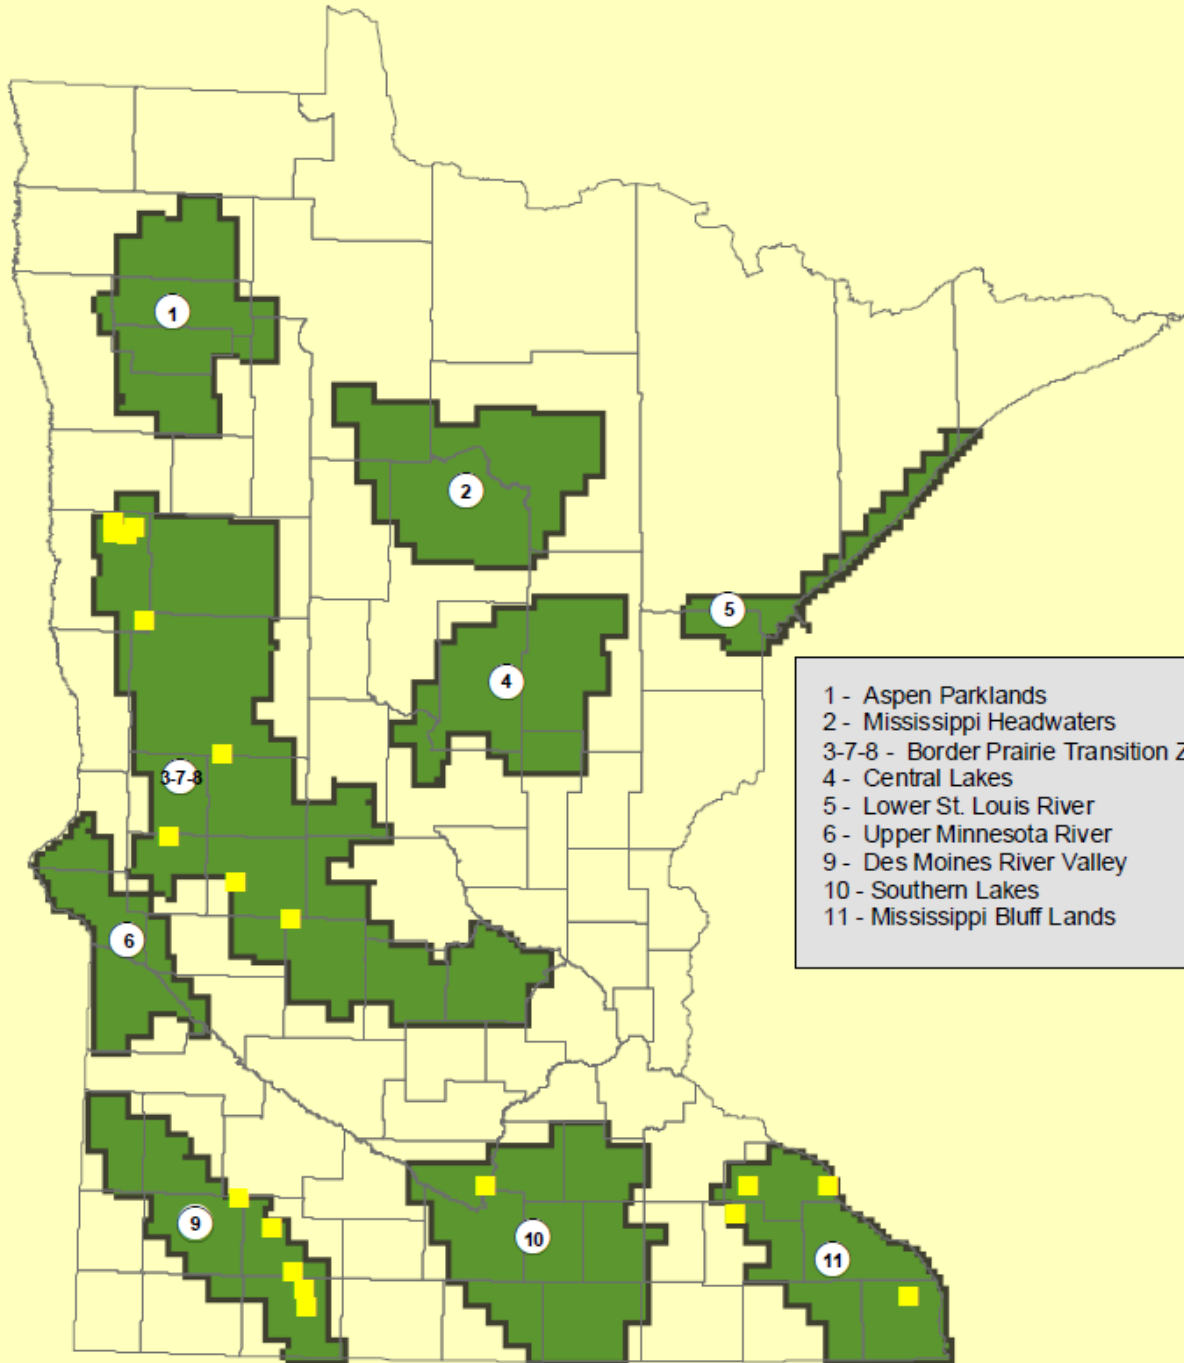 1
2
5
4
3-7-8
6
9
10
11
1 - Aspen Parklands
2 - Mississippi Headwaters
3-7-8 - Border Prairie Transition Z
4 - Central Lakes
5 - Lower St. Louis River
6 - Upper Minnesota River
9 - Des Moines River Valley
10 - Southern Lakes
11 - Mississippi Bluff Lands